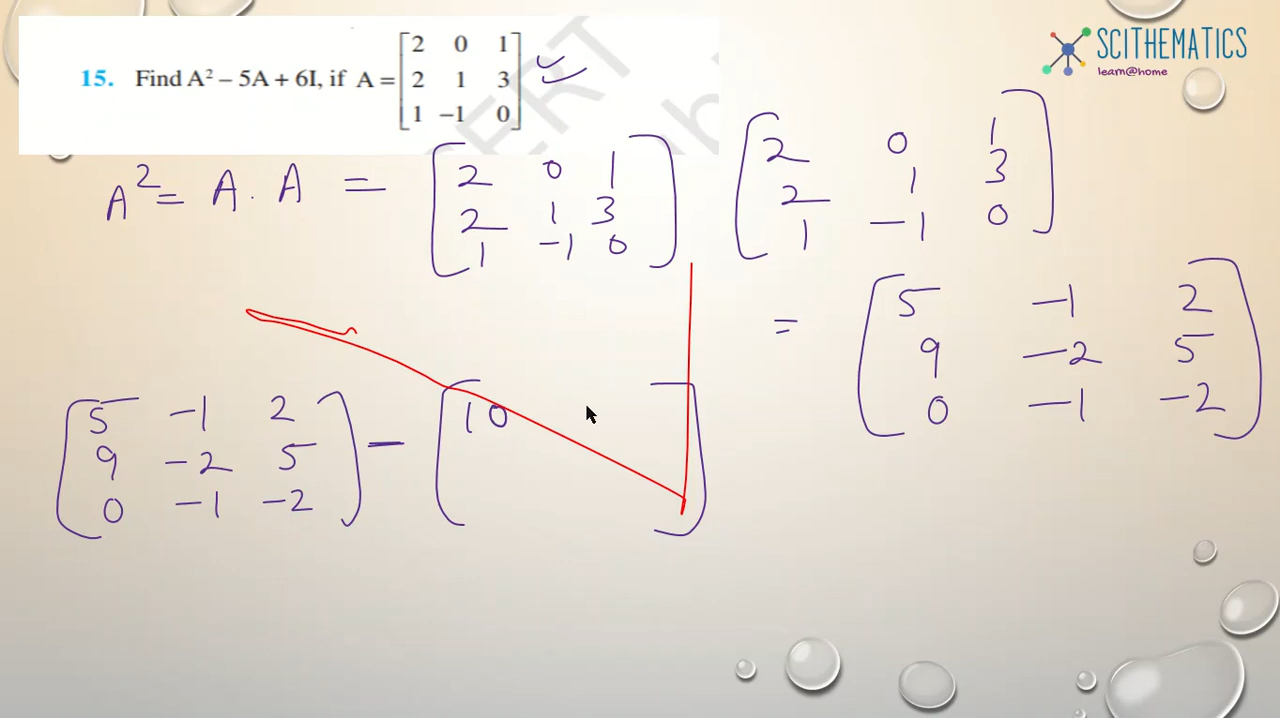 SCITHEMATICS
learn@home
15. Find A² – 5A + 6I, if A = [2 0 1
2 1 3
1 –1 0]
A² = A . A = [2 0 1 [2 0 1
2 1 3 2 1 3
1 –1 0] 1 –1 0]
= [5 –1 2
9 –2 5
0 –1 –2]
[5 –1 2 – [10
9 –2 5
0 –1 –2] ]